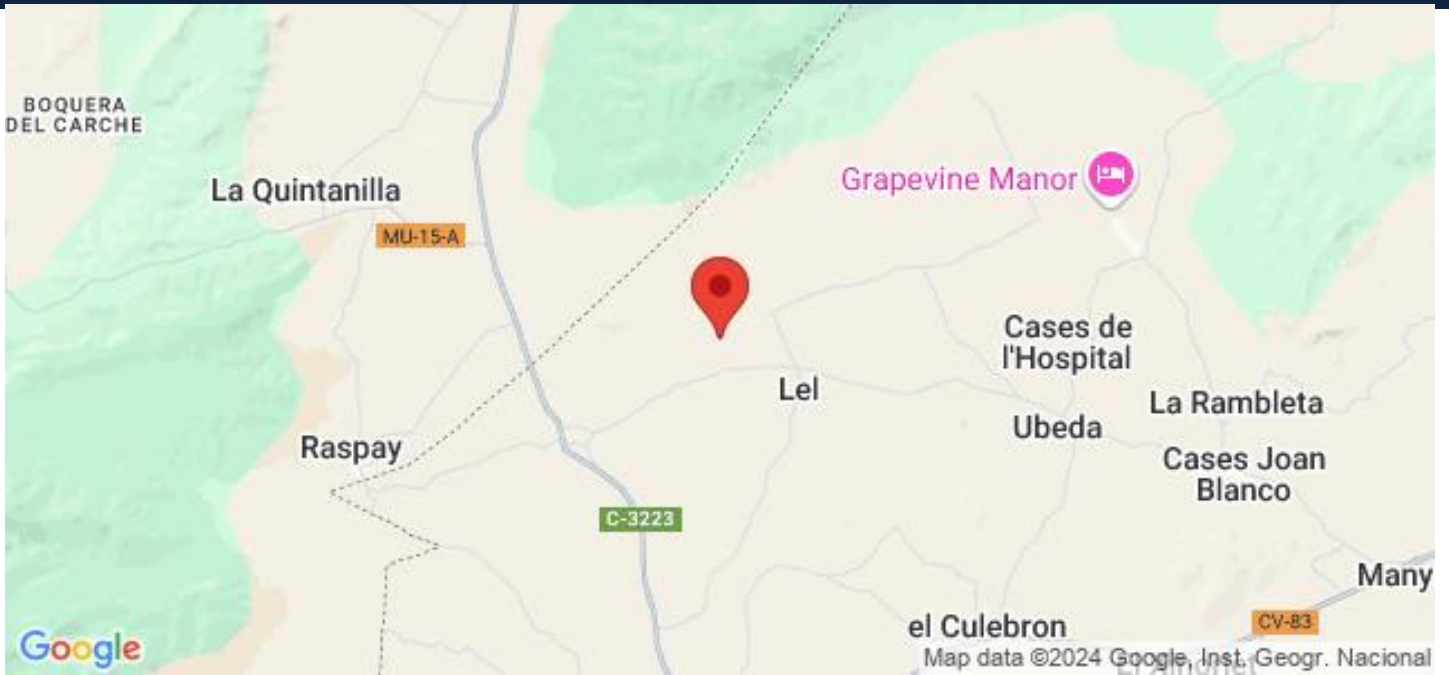 BOQUERA
DEL CARCHE
La Quintanilla
MU-15-A
Grapevine Manor
Cases de
l'Hospital
Lel
La Rambleta
Ubeda
Raspay
Cases Joan
Blanco
C-3223
Many
el Culebron
CV-83
Google
Map data ©2024 Google, Inst. Geogr. Nacional